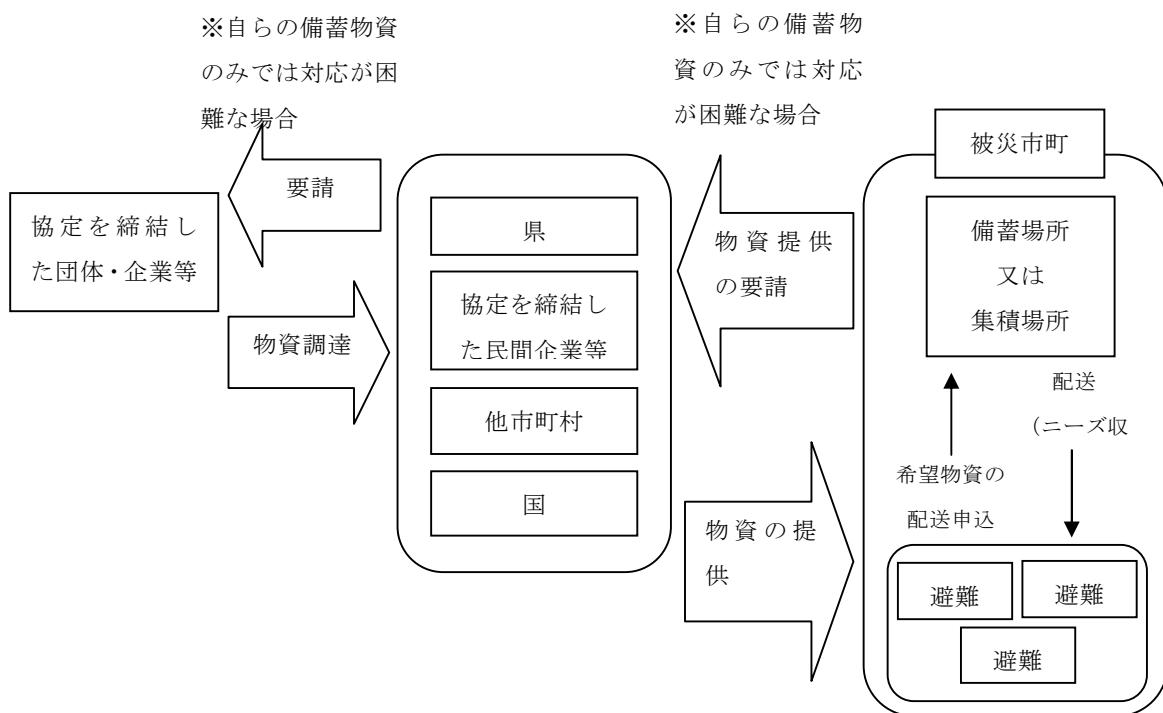 ※自らの備蓄物資
のみでは対応が困
難な場合
※自らの備蓄物
資のみでは対応
が困難な場合
協定を締結し
た団体・企業等
要請
物資調達
県
協定を締結し
た民間企業等
他市町村
国
物資提供
の要請
物資の提
供
被災市町
備蓄場所
又は
集積場所
配送
(ニーズ収
希望物資の
配送申込
避難
避難
避難